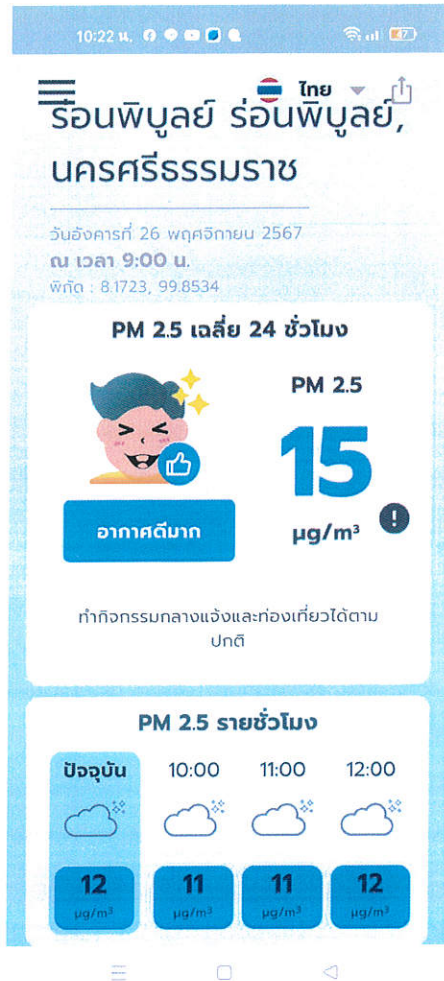 10:22 น.
47
ไทย
ร่อนพิบูลย์ ร่อนพิบูลย์,
นครศรีธรรมราช
วันอังคารที่ 26 พฤศจิกายน 2567
ณ เวลา 9:00 น.
พิกัด : 8.1723, 99.8534
PM 2.5 เฉลี่ย 24 ชั่วโมง
PM 2.5
15
µg/m³
อากาศดีมาก
ทำกิจกรรมกลางแจ้งและท่องเที่ยวได้ตาม
ปกติ
PM 2.5 รายชั่วโมง
ปัจจุบัน 10:00 11:00 12:00
12 11 11 12
µg/m³ µg/m³ µg/m³ µg/m³